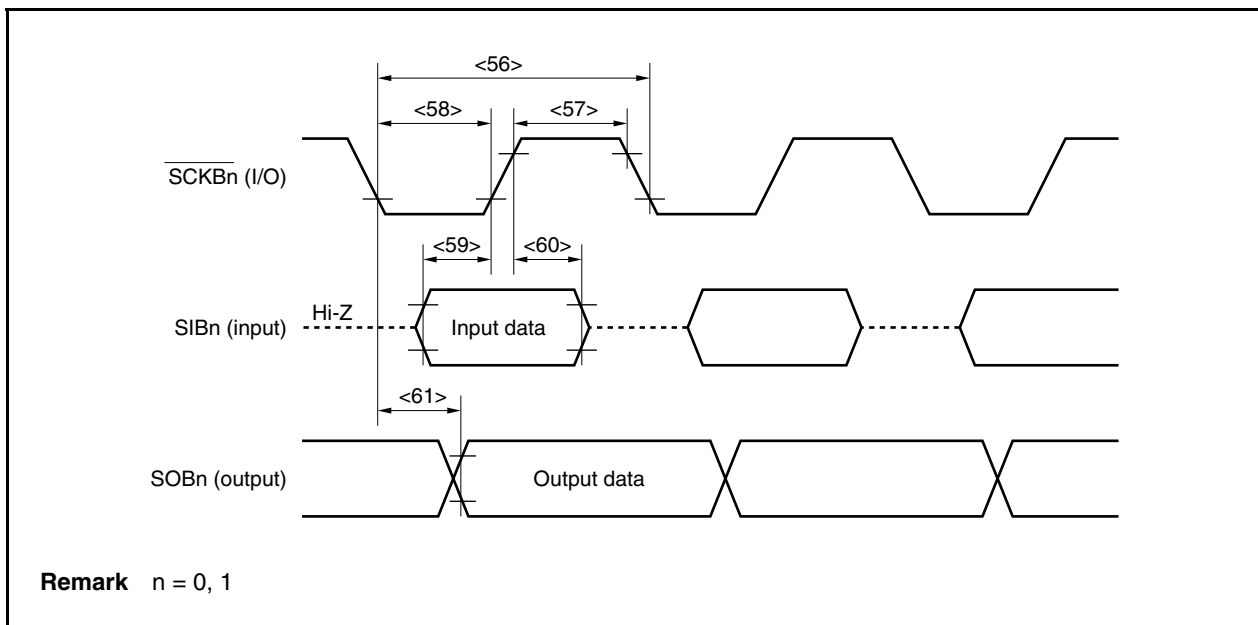 <56>
<58> <57>
SCKBn (I/O)
<59> <60>
Hi-Z
SIBn (input) Input data
<61>
SOBn (output) Output data
Remark n = 0, 1